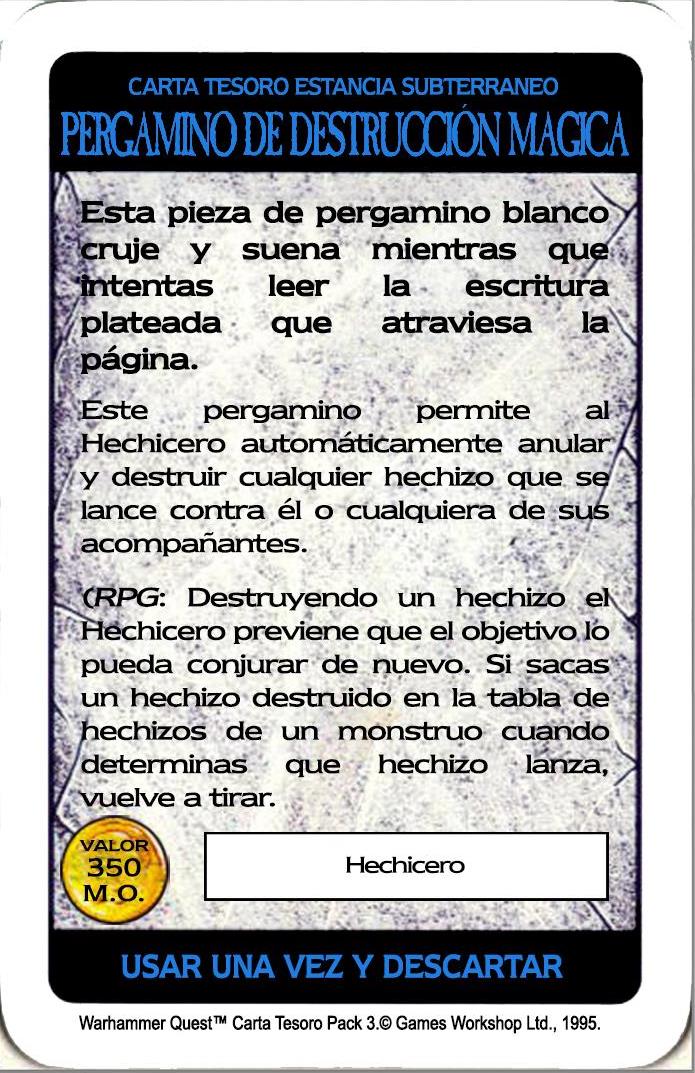 CARTA TESORO ESTANCIA SUBTERRANEO
PERGAMINO DE DESTRUCCIÓN MAGICA
Esta pieza de pergamino blanco
cruje y suena mientras que
intentas leer la escritura
plateada que atraviesa la
página.
Este pergamino permite al
Hechicero automáticamente anular
y destruir cualquier hechizo que se
lance contra él o cualquiera de sus
acompañantes.
(RPG: Destruyendo un hechizo el
Hechicero previene que el objetivo lo
pueda conjurar de nuevo. Si sacas
un hechizo destruido en la tabla de
hechizos de un monstruo cuando
determinas que hechizo lanza,
vuelve a tirar.
VALOR
350
M.O.
Hechicero
USAR UNA VEZ Y DESCARTAR
Warhammer Quest™ Carta Tesoro Pack 3.© Games Workshop Ltd., 1995.